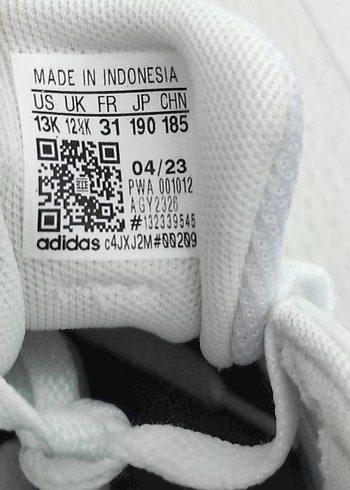 MADE IN INDONESIA
US UK FR JP CHN
13K 12½K 31 190 185
04/23
PWA 001012
AGY2326
#132339545
adidas c4JXJ2M#00209